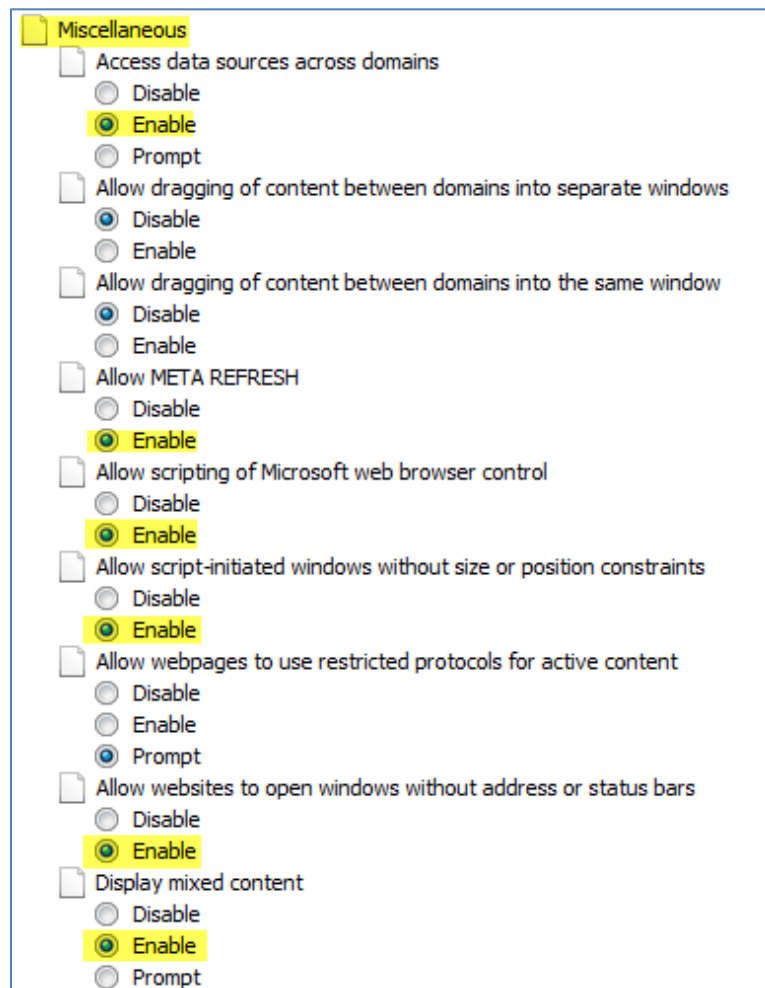 Miscellaneous
Access data sources across domains
Disable
Enable
Prompt
Allow dragging of content between domains into separate windows
Disable
Enable
Allow dragging of content between domains into the same window
Disable
Enable
Allow META REFRESH
Disable
Enable
Allow scripting of Microsoft web browser control
Disable
Enable
Allow script-initiated windows without size or position constraints
Disable
Enable
Allow webpages to use restricted protocols for active content
Disable
Enable
Prompt
Allow websites to open windows without address or status bars
Disable
Enable
Display mixed content
Disable
Enable
Prompt